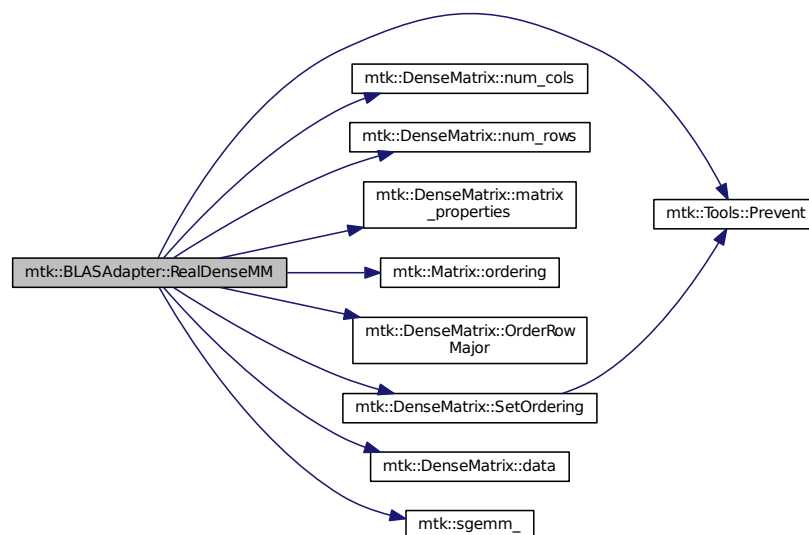 mtk::DenseMatrix::num_cols
mtk::DenseMatrix::num_rows
mtk::DenseMatrix::matrix
_properties
mtk::Tools::Prevent
mtk::BLASAdapter::RealDenseMM
mtk::Matrix::ordering
mtk::DenseMatrix::OrderRow
Major
mtk::DenseMatrix::SetOrdering
mtk::DenseMatrix::data
mtk::sgemm_